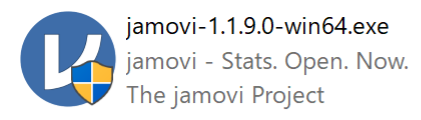 jamovi-1.1.9.0-win64.exe
jamovi - Stats. Open. Now.
The jamovi Project